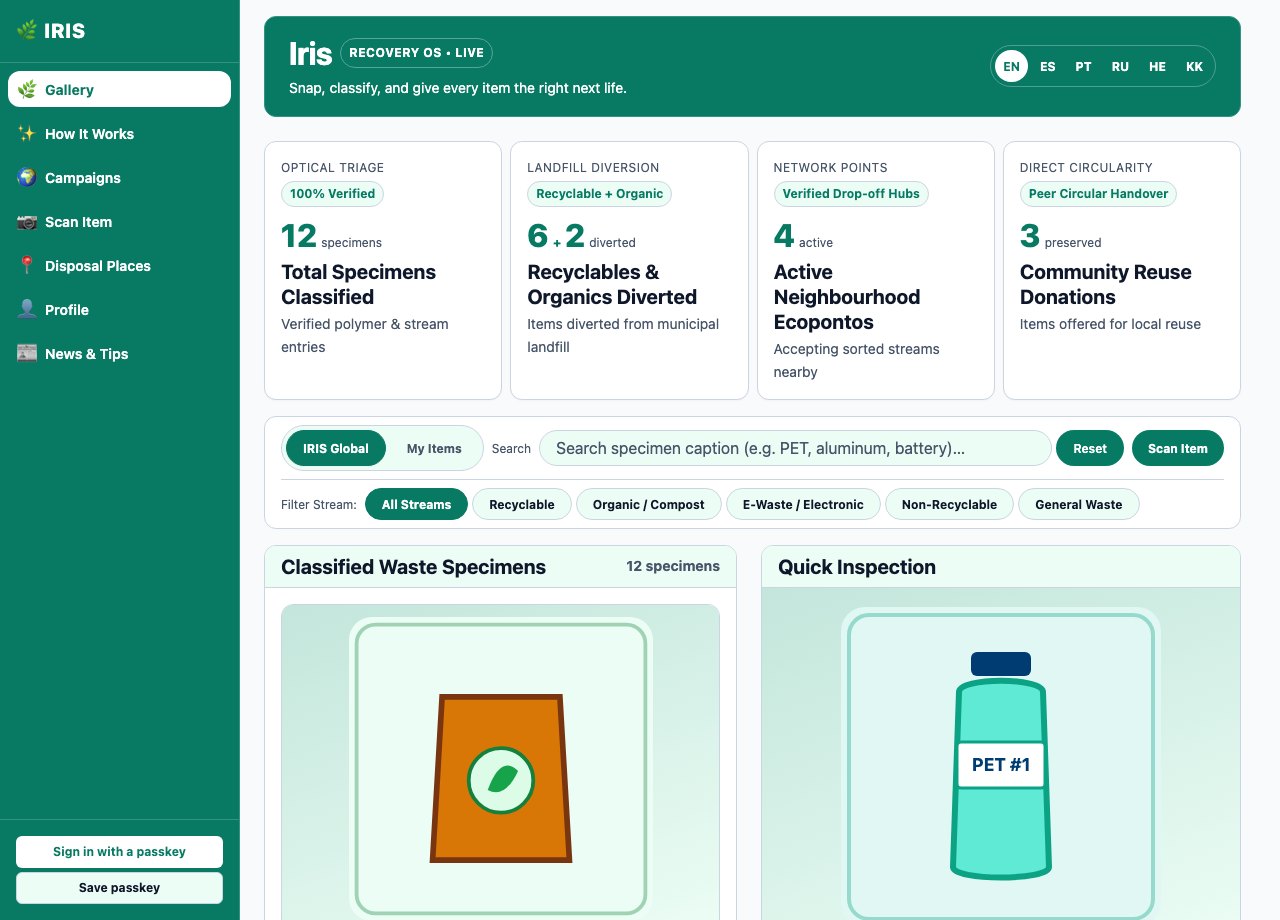 IRIS
Gallery
How It Works
Campaigns
Scan Item
Disposal Places
Profile
News & Tips
Sign in with a passkey
Save passkey
Iris
RECOVERY OS • LIVE
Snap, classify, and give every item the right next life.
EN ES PT RU HE KK
OPTICAL TRIAGE
100% Verified
12 specimens
Total Specimens
Classified
Verified polymer & stream
entries
LANDFILL DIVERSION
Recyclable + Organic
6 + 2 diverted
Recyclables &
Organics Diverted
Items diverted from municipal
landfill
NETWORK POINTS
Verified Drop-off Hubs
4 active
Active
Neighbourhood
Ecopontos
Accepting sorted streams
nearby
DIRECT CIRCULARITY
Peer Circular Handover
3 preserved
Community Reuse
Donations
Items offered for local reuse
IRIS Global My Items Search Search specimen caption (e.g. PET, aluminum, battery)... Reset Scan Item
Filter Stream: All Streams Recyclable Organic / Compost E-Waste / Electronic Non-Recyclable General Waste
Classified Waste Specimens 12 specimens
Quick Inspection
PET #1